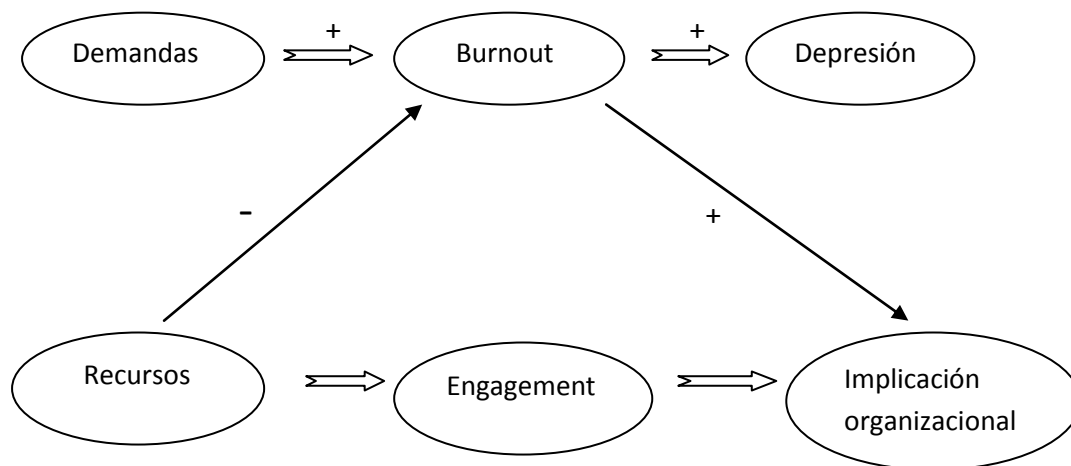 + +
Demandas Burnout Depresión
-
+
Recursos Engagement Implicación
organizacional